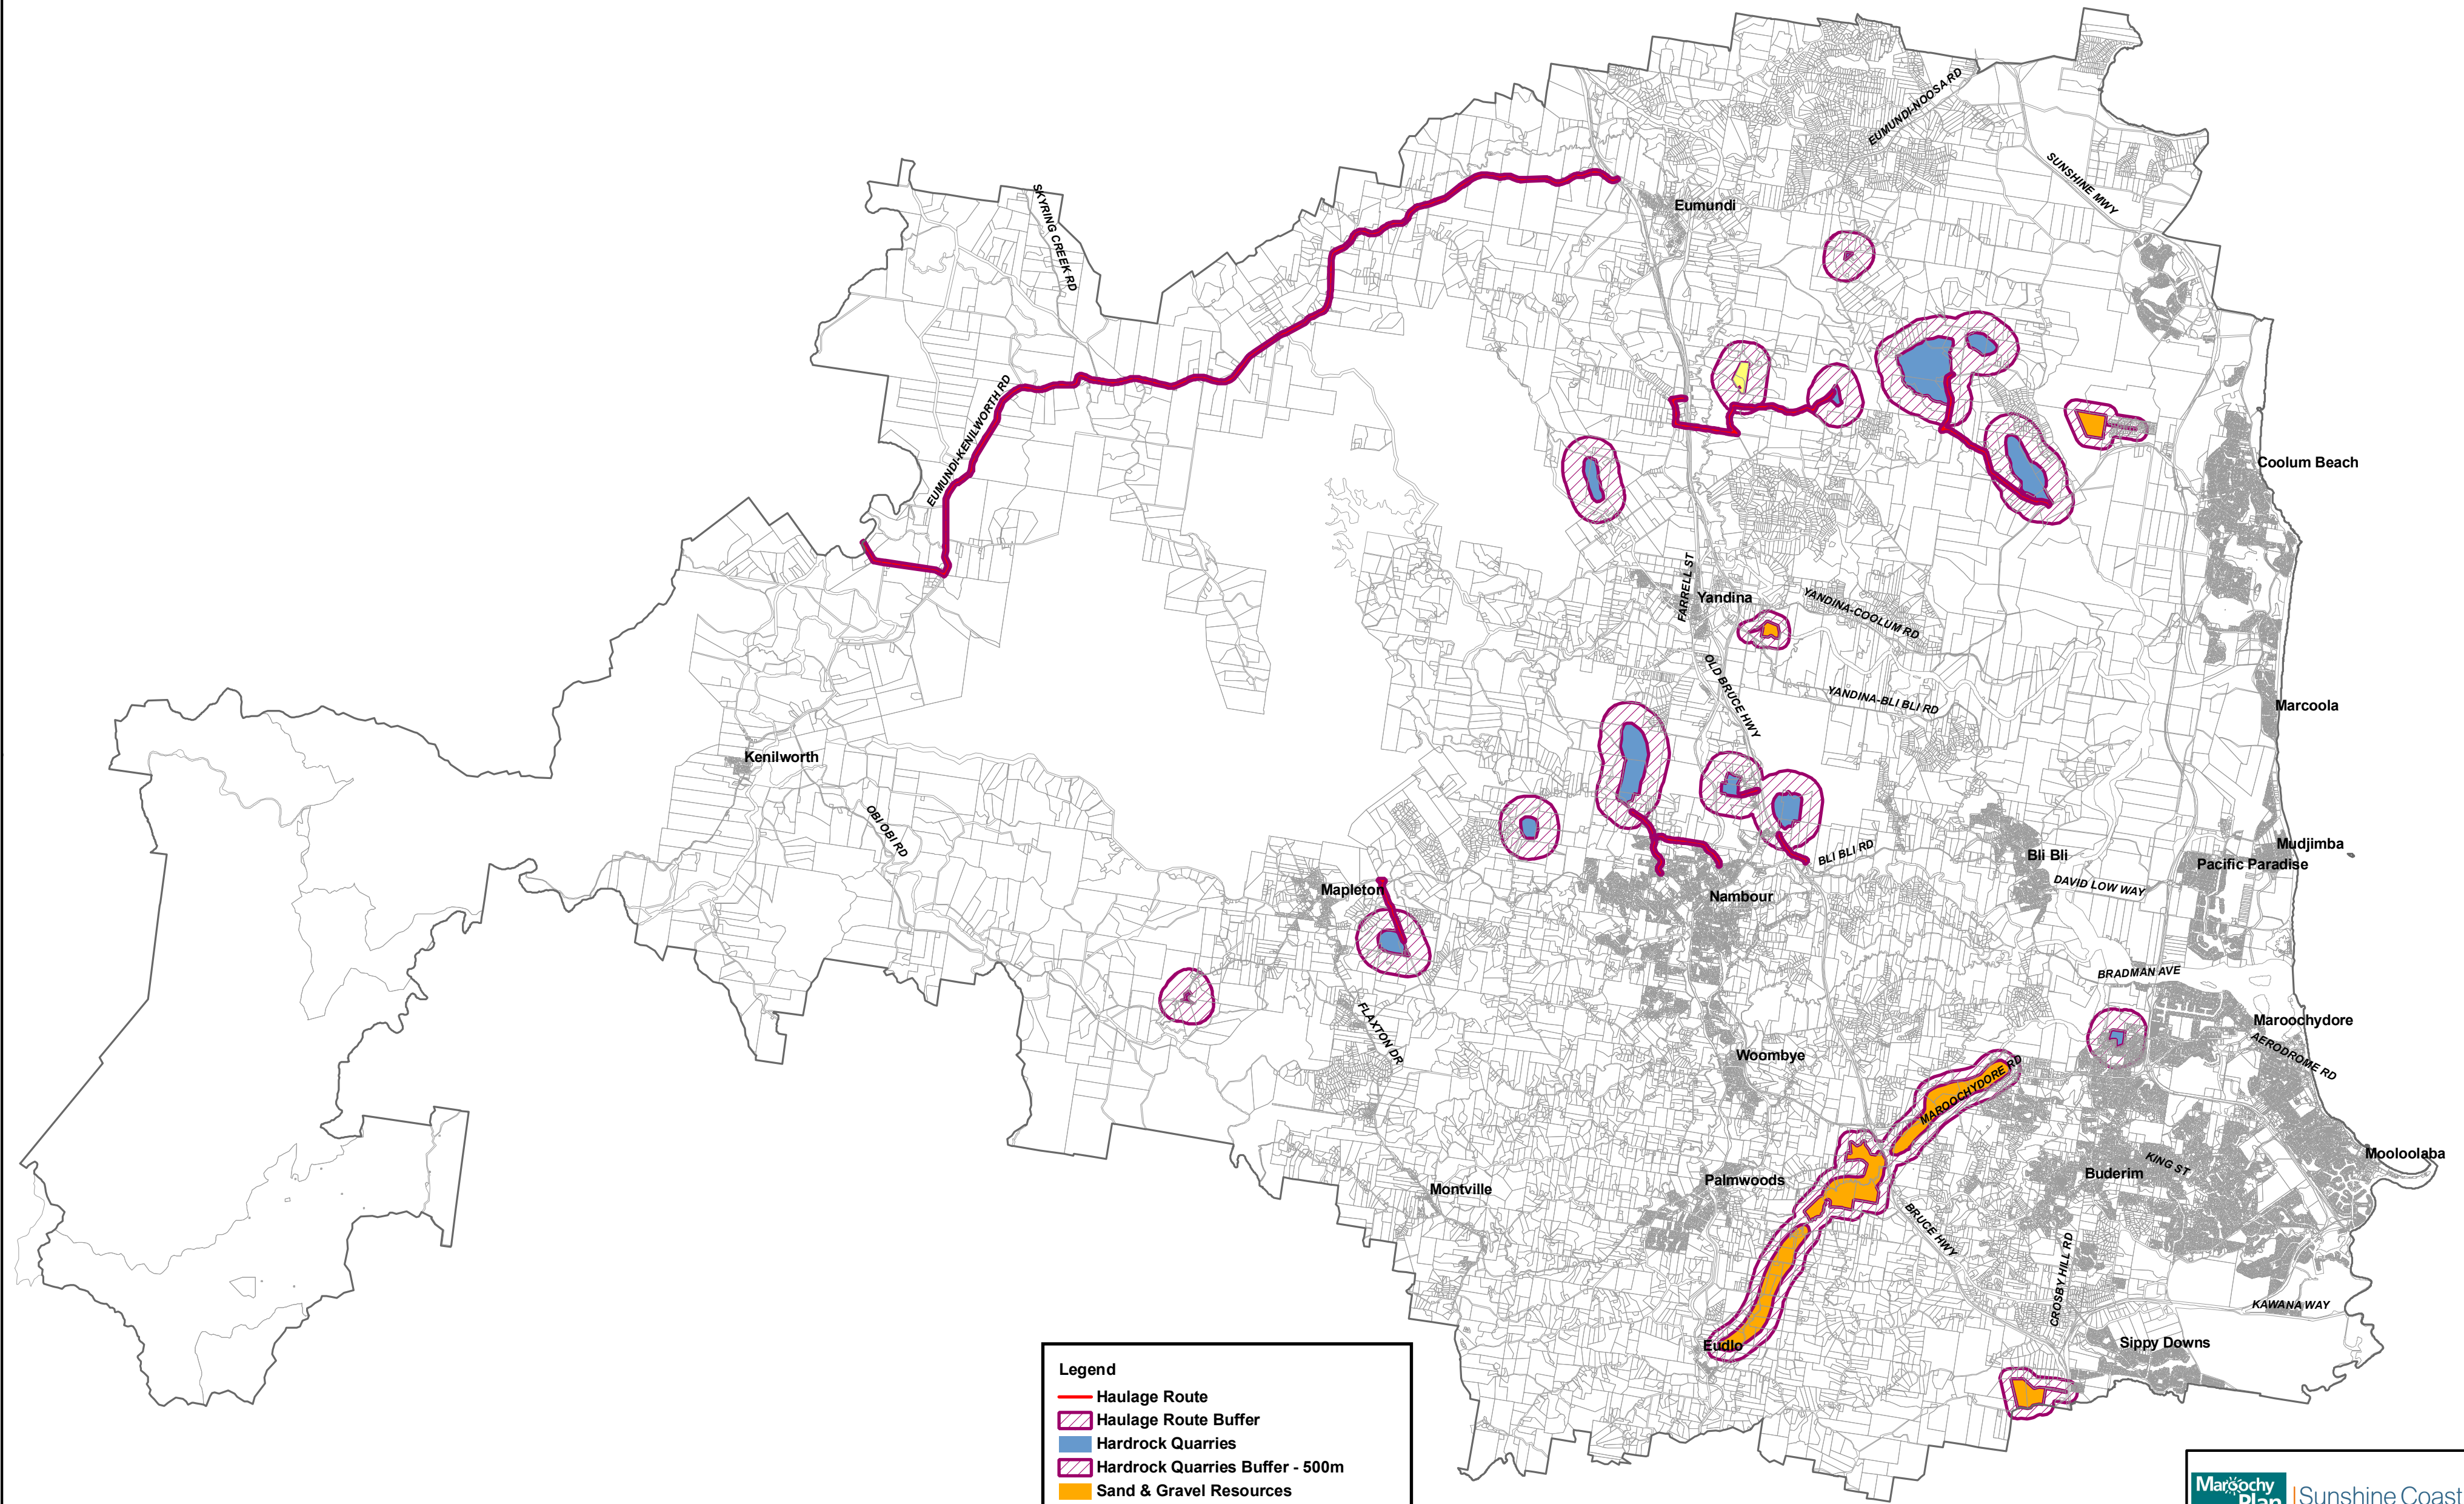 EUMUNDI-NOOSA RD
SUNSHINE MWY
SKYRING CREEK RD
Eumundi
EUMUNDI-KENILWORTH RD
Coolum Beach
FARRELL ST
Yandina
YANDINA-COOLUM RD
OLD BRUCE HWY
YANDINA-BLI BLI RD
Marcoola
Kenilworth
OBI OBI RD
BLI BLI RD
Bli Bli
Mudjimba
Pacific Paradise
DAVID LOW WAY
Mapleton
Nambour
BRADMAN AVE
FLAXTON DR
Maroochydore
AERODROME RD
Woombye
MAROOCHYDORE RD
Mooloolaba
KING ST
Buderim
Palmwoods
Montville
BRUCE HWY
CROSBY HILL RD
KAWANA WAY
Eudlo
Sippy Downs
Legend
Haulage Route
Haulage Route Buffer
Hardrock Quarries
Hardrock Quarries Buffer - 500m
Sand & Gravel Resources
Maroochy
Plan
Sunshine Coast